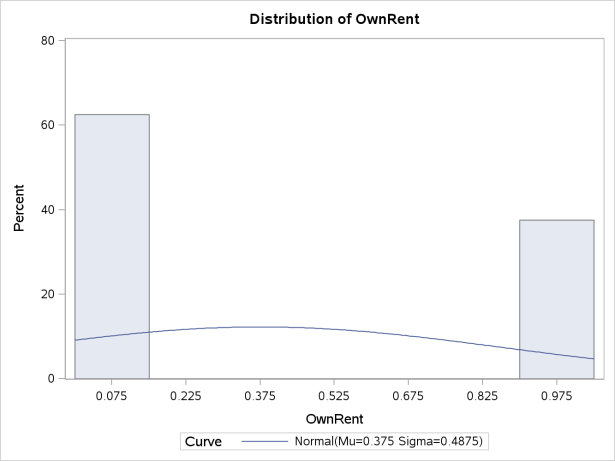 Distribution of OwnRent
80
60
40
20
0
Percent
0.075 0.225 0.375 0.525 0.675 0.825 0.975
OwnRent
Curve Normal(Mu=0.375 Sigma=0.4875)